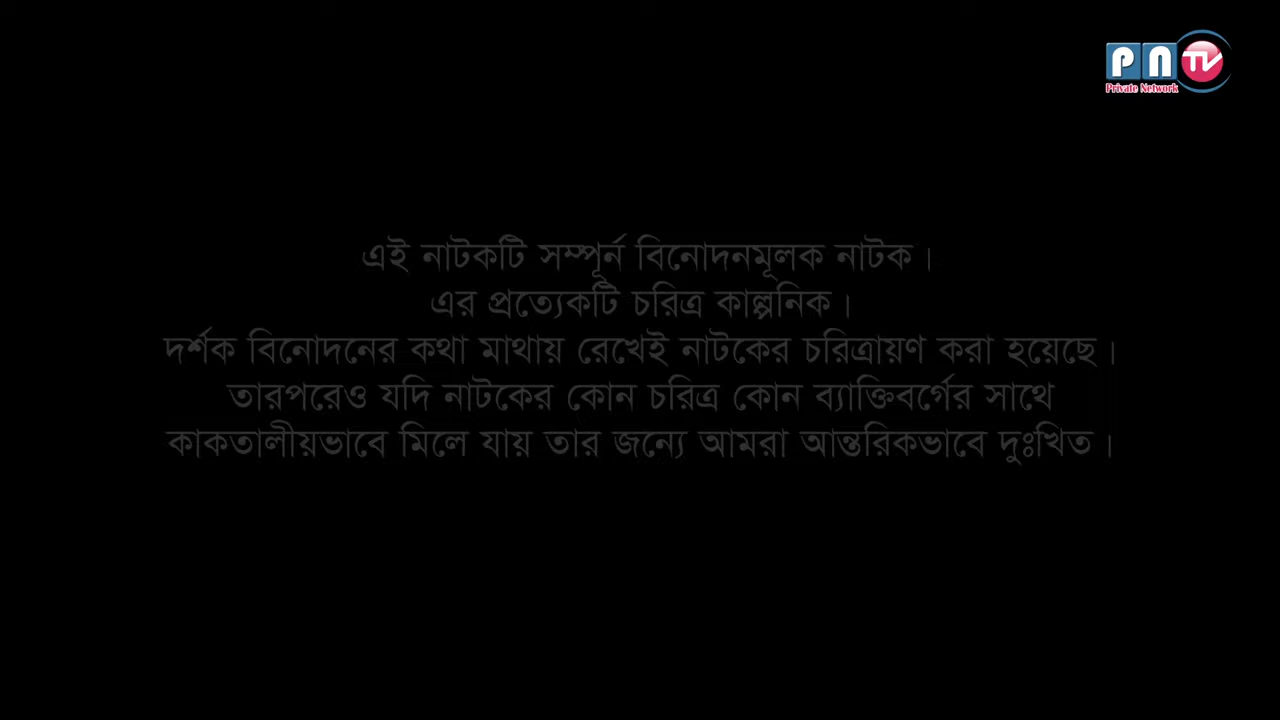 PN TV
Private Network
এই নাটকটি সম্পূর্ন বিনোদনমূলক নাটক।
এর প্রত্যেকটি চরিত্র কাল্পনিক।
দর্শক বিনোদনের কথা মাথায় রেখেই নাটকের চরিত্রায়ণ করা হয়েছে।
তারপরেও যদি নাটকের কোন চরিত্র কোন ব্যাক্তিবর্গের সাথে
কাকতালীয়ভাবে মিলে যায় তার জন্যে আমরা আন্তরিকভাবে দুঃখিত।